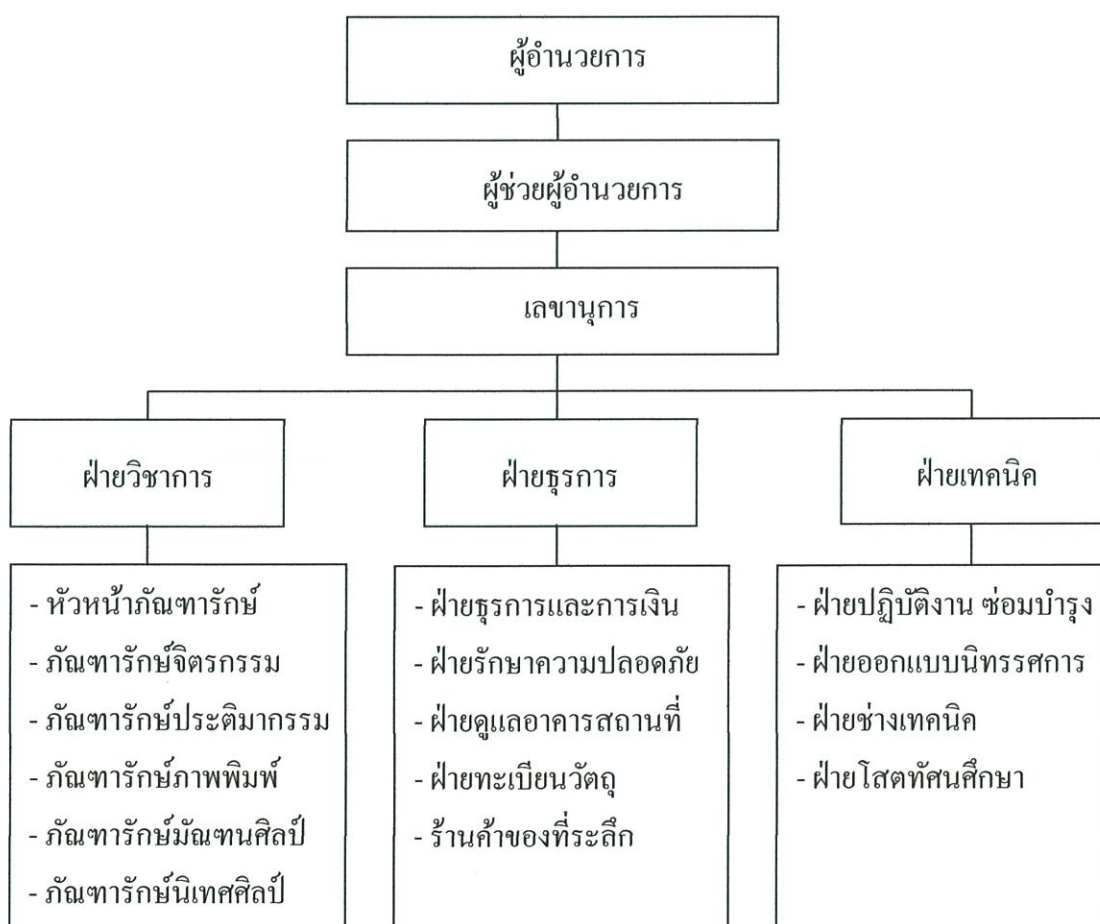 ผู้อำนวยการ
ผู้ช่วยผู้อำนวยการ
เลขานุการ
ฝ่ายวิชาการ
ฝ่ายธุรการ
ฝ่ายเทคนิค
- หัวหน้าภัณฑารักษ์
- ภัณฑารักษ์จิตรกรรม
- ภัณฑารักษ์ประติมากรรม
- ภัณฑารักษ์ภาพพิมพ์
- ภัณฑารักษ์มัณฑนศิลป์
- ภัณฑารักษ์นิเทศศิลป์
- ฝ่ายธุรการและการเงิน
- ฝ่ายรักษาความปลอดภัย
- ฝ่ายดูแลอาคารสถานที่
- ฝ่ายทะเบียนวัตถุ
- ร้านค้าของที่ระลึก
- ฝ่ายปฏิบัติงาน ซ่อมบำรุง
- ฝ่ายออกแบบนิทรรศการ
- ฝ่ายช่างเทคนิค
- ฝ่ายโสตทัศนศึกษา